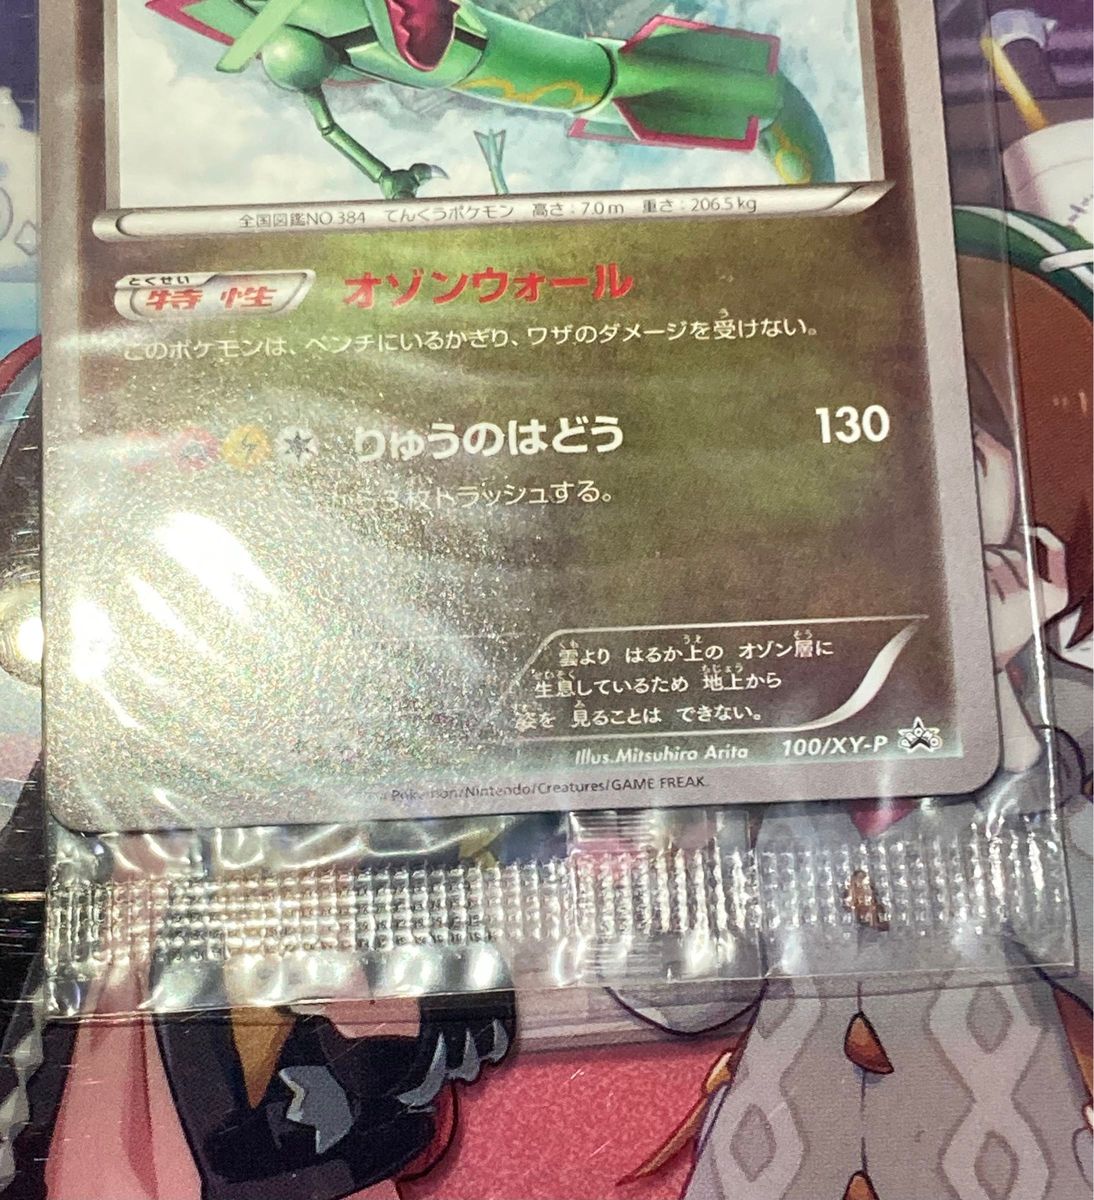 全国図鑑NO.384 てんくうポケモン 高さ：7.0m 重さ：206.5kg
とくせい
特性 オゾンウォール
このポケモンは、ベンチにいるかぎり、ワザのダメージを受けない。
りゅうのはどう 130
枚トラッシュする。
雲より はるか上の オゾン層に
生息しているため 地上から
姿を 見ることは できない。
Illus.Mitsuhiro Arita 100/XY-P PROMO
Pokémon/Nintendo/Creatures/GAME FREAK.